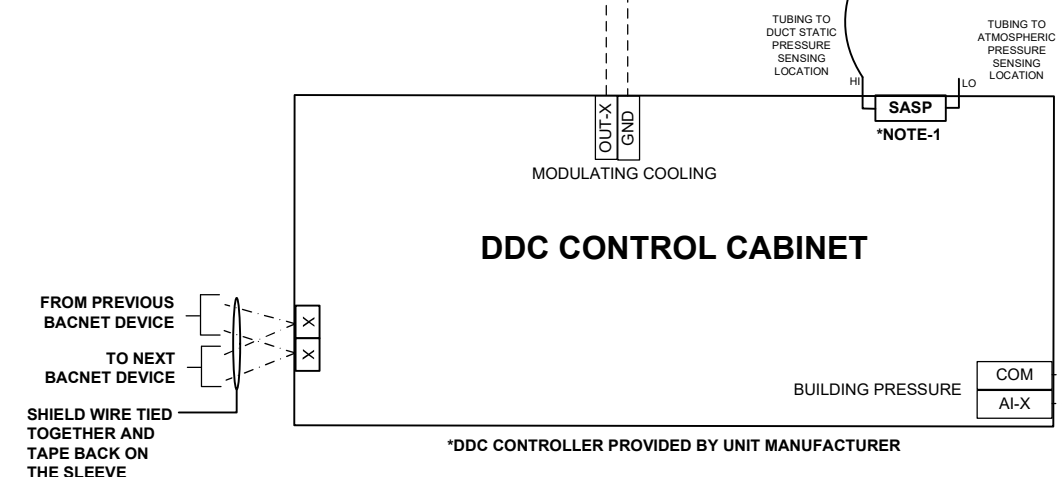 TUBING TO
DUCT STATIC
PRESSURE
SENSING
LOCATION
TUBING TO
ATMOSPHERIC
PRESSURE
SENSING
LOCATION
HI
LO
SASP
*NOTE-1
OUT-X
GND
MODULATING COOLING
DDC CONTROL CABINET
FROM PREVIOUS
BACNET DEVICE
X
X
TO NEXT
BACNET DEVICE
SHIELD WIRE TIED
TOGETHER AND
TAPE BACK ON
THE SLEEVE
BUILDING PRESSURE
COM
AI-X
*DDC CONTROLLER PROVIDED BY UNIT MANUFACTURER